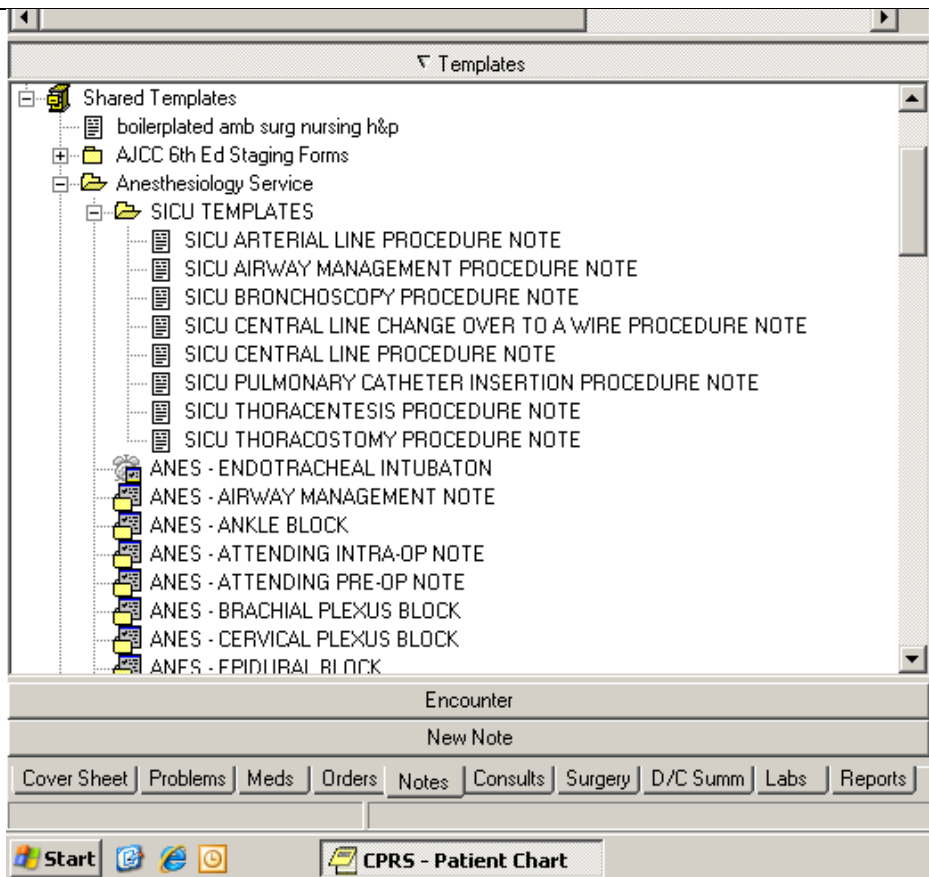 Templates
Shared Templates
boilerplated amb surg nursing h&p
AJCC 6th Ed Staging Forms
Anesthesiology Service
SICU TEMPLATES
SICU ARTERIAL LINE PROCEDURE NOTE
SICU AIRWAY MANAGEMENT PROCEDURE NOTE
SICU BRONCHOSCOPY PROCEDURE NOTE
SICU CENTRAL LINE CHANGE OVER TO A WIRE PROCEDURE NOTE
SICU CENTRAL LINE PROCEDURE NOTE
SICU PULMONARY CATHETER INSERTION PROCEDURE NOTE
SICU THORACENTESIS PROCEDURE NOTE
SICU THORACOSTOMY PROCEDURE NOTE
ANES - ENDOTRACHEAL INTUBATON
ANES - AIRWAY MANAGEMENT NOTE
ANES - ANKLE BLOCK
ANES - ATTENDING INTRA-OP NOTE
ANES - ATTENDING PRE-OP NOTE
ANES - BRACHIAL PLEXUS BLOCK
ANES - CERVICAL PLEXUS BLOCK
ANES - EPIDURAL BLOCK
Encounter
New Note
Cover Sheet Problems Meds Orders Notes Consults Surgery D/C Summ Labs Reports
Start CPRS - Patient Chart